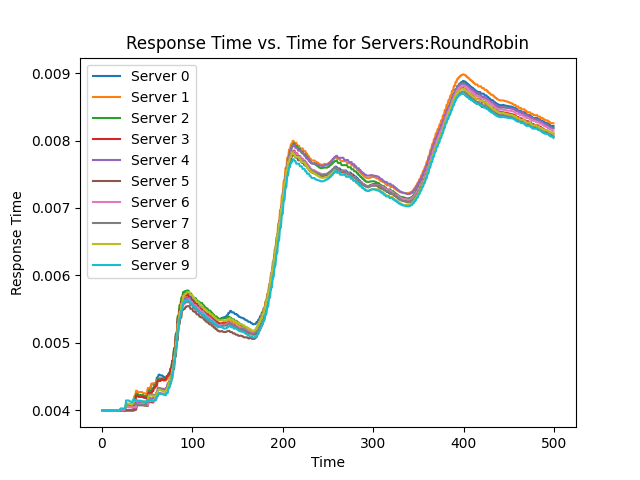 Response Time vs. Time for Servers:RoundRobin
0.009
0.008
0.007
0.006
0.005
0.004
Response Time
Server 0
Server 1
Server 2
Server 3
Server 4
Server 5
Server 6
Server 7
Server 8
Server 9
0 100 200 300 400 500
Time